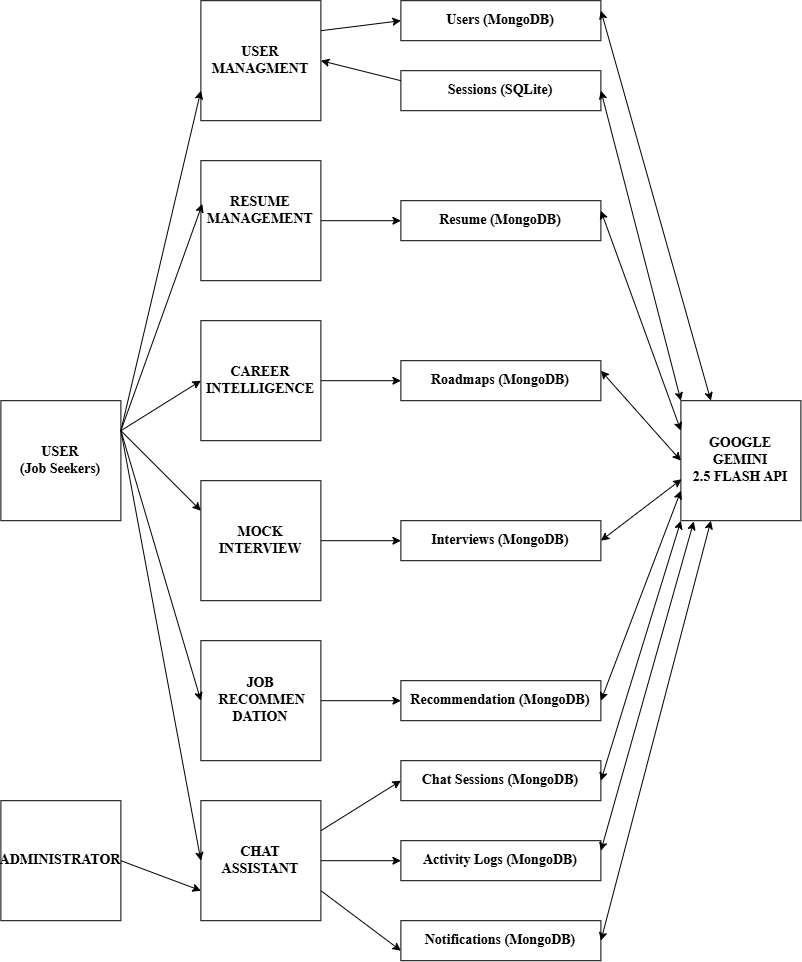 USER
MANAGMENT
Users (MongoDB)
Sessions (SQLite)
RESUME
MANAGEMENT
Resume (MongoDB)
CAREER
INTELLIGENCE
Roadmaps (MongoDB)
USER
(Job Seekers)
GOOGLE
GEMINI
2.5 FLASH API
MOCK
INTERVIEW
Interviews (MongoDB)
JOB
RECOMMEN
DATION
Recommendation (MongoDB)
Chat Sessions (MongoDB)
ADMINISTRATOR
CHAT
ASSISTANT
Activity Logs (MongoDB)
Notifications (MongoDB)